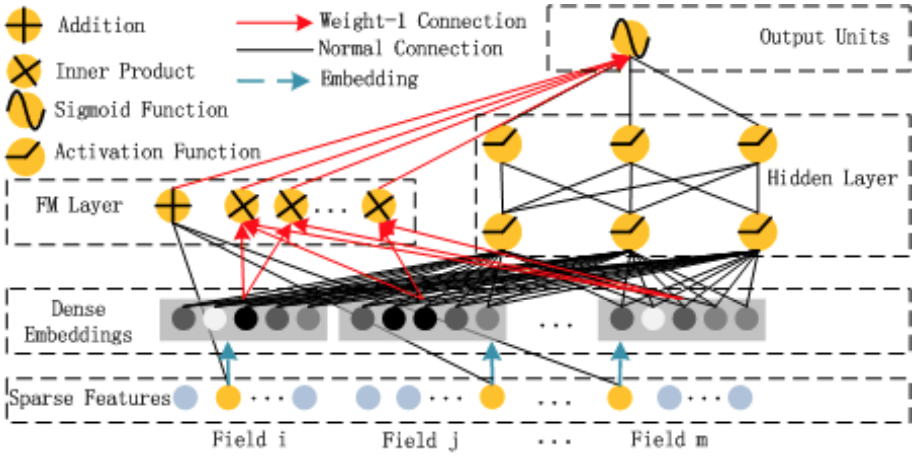 Addition
Inner Product
Sigmoid Function
Activation Function
Weight-1 Connection
Normal Connection
Embedding
Output Units
Hidden Layer
FM Layer
...
Dense
Embeddings
...
Sparse Features
... ... ... ...
Field i Field j ... Field m